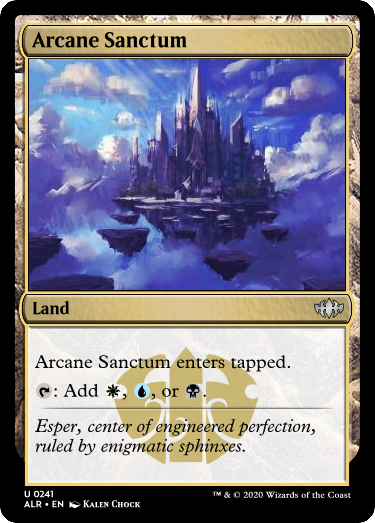 Arcane Sanctum
Land
Arcane Sanctum enters tapped.
: Add , , or .
Esper, center of engineered perfection,
ruled by enigmatic sphinxes.
U 0241
ALR • EN Kalen Chock
™ & © 2020 Wizards of the Coast